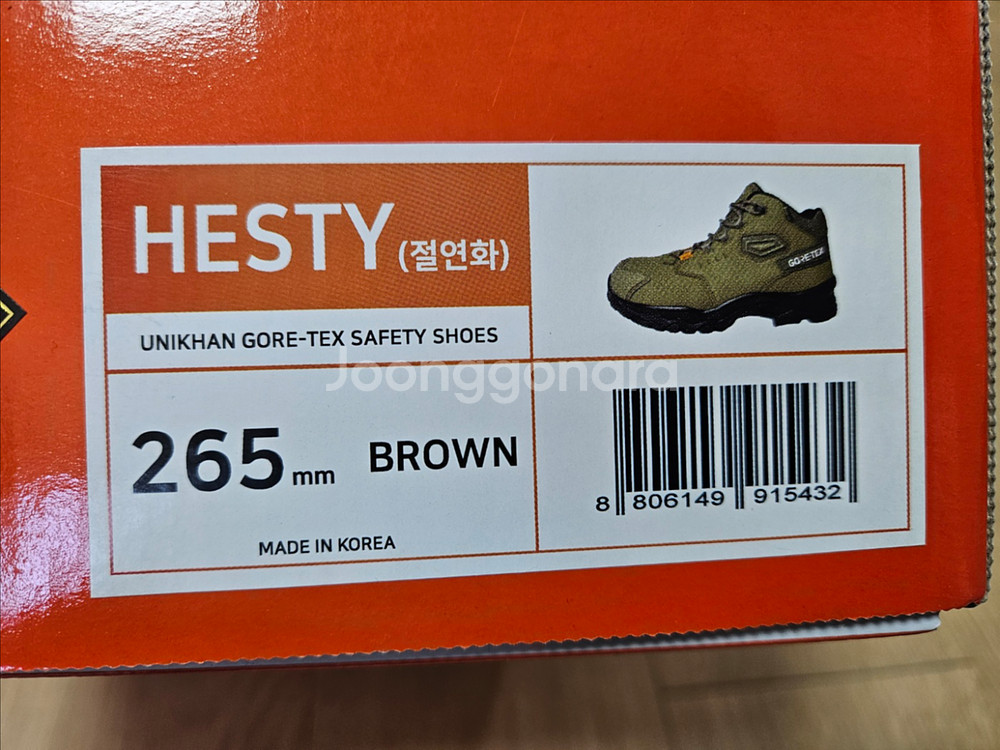 HESTY (절연화)
UNIKHAN GORE-TEX SAFETY SHOES
GORE-TEX
Joonggonara
265 mm BROWN
MADE IN KOREA
8 806149 915432